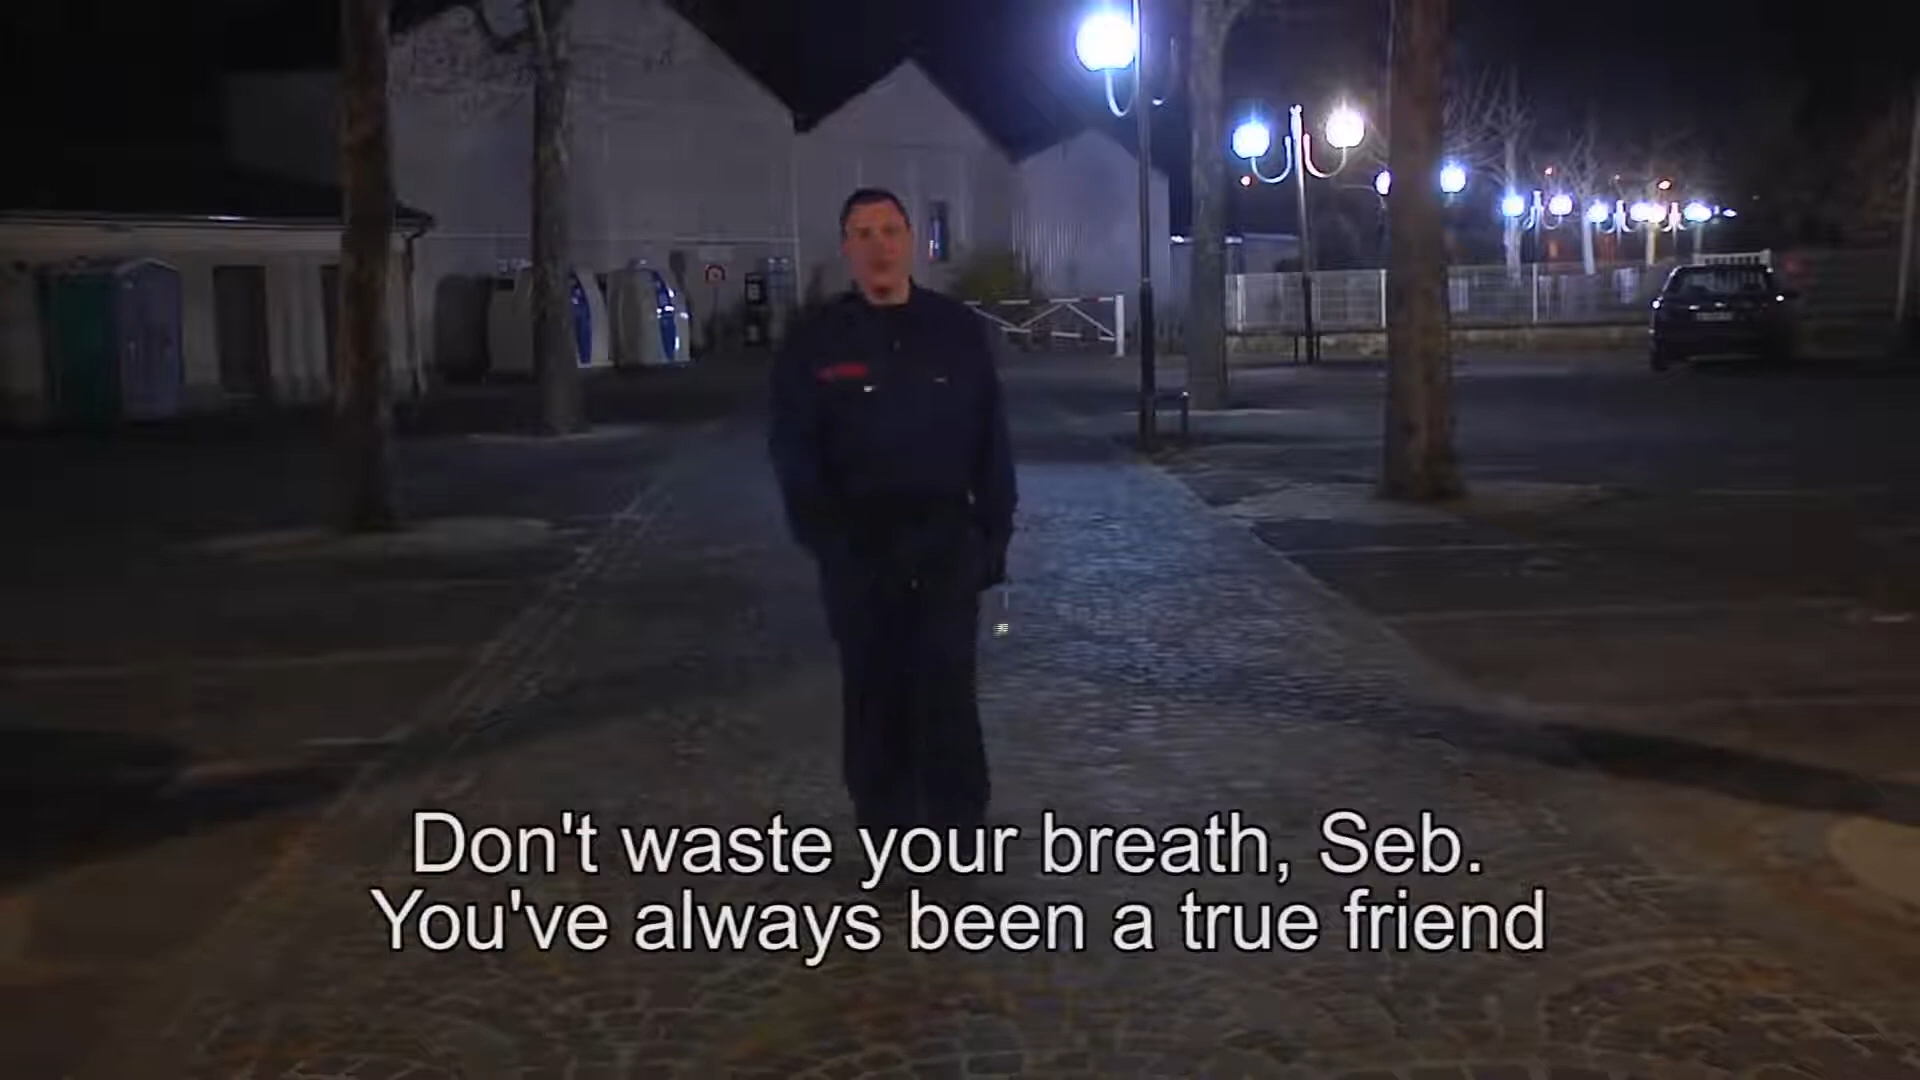 Don't waste your breath, Seb.
You've always been a true friend